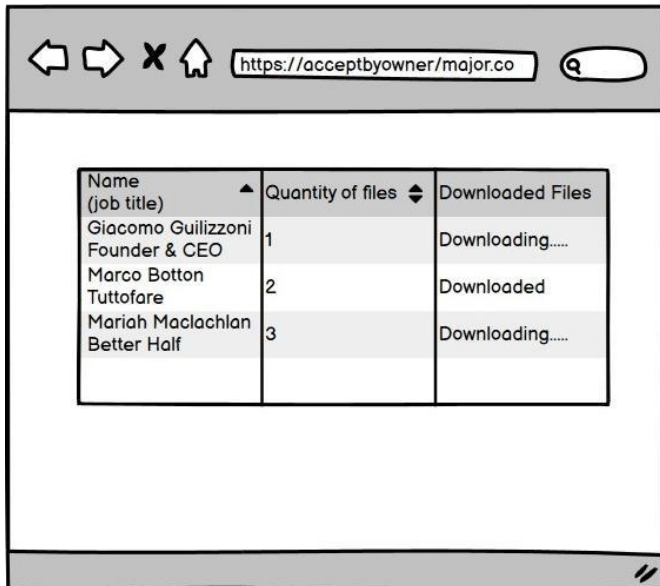 https://acceptbyowner/major.co
Name
(job title)
Quantity of files
Downloaded Files
Giacomo Guilizzoni
Founder & CEO
1
Downloading.....
Marco Botton
Tuttofare
2
Downloaded
Mariah Maclachlan
Better Half
3
Downloading.....